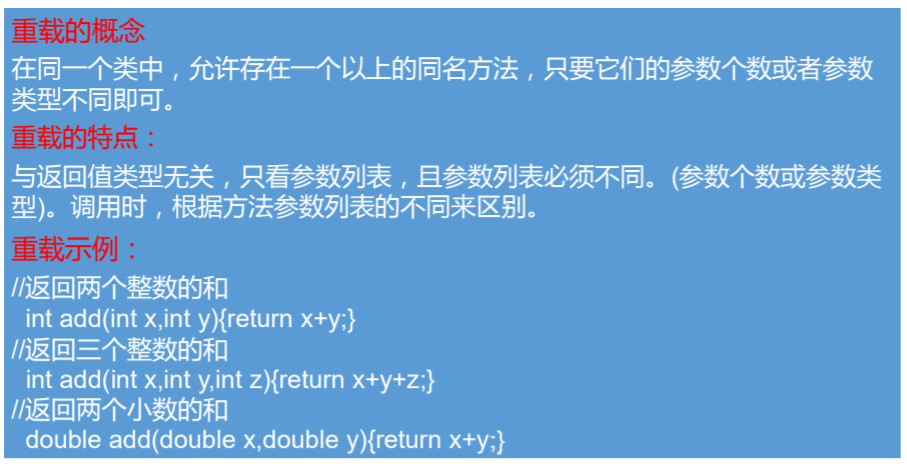 重载的概念
在同一个类中，允许存在一个以上的同名方法，只要它们的参数个数或者参数
类型不同即可。
重载的特点：
与返回值类型无关，只看参数列表，且参数列表必须不同。(参数个数或参数类
型)。调用时，根据方法参数列表的不同来区别。
重载示例：
//返回两个整数的和
int add(int x,int y){return x+y;}
//返回三个整数的和
int add(int x,int y,int z){return x+y+z;}
//返回两个小数的和
double add(double x,double y){return x+y;}